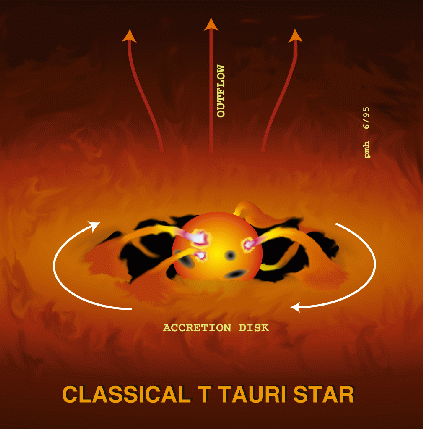 OUTFLOW
pmh 6/95
ACCRETION DISK
CLASSICAL T TAURI STAR